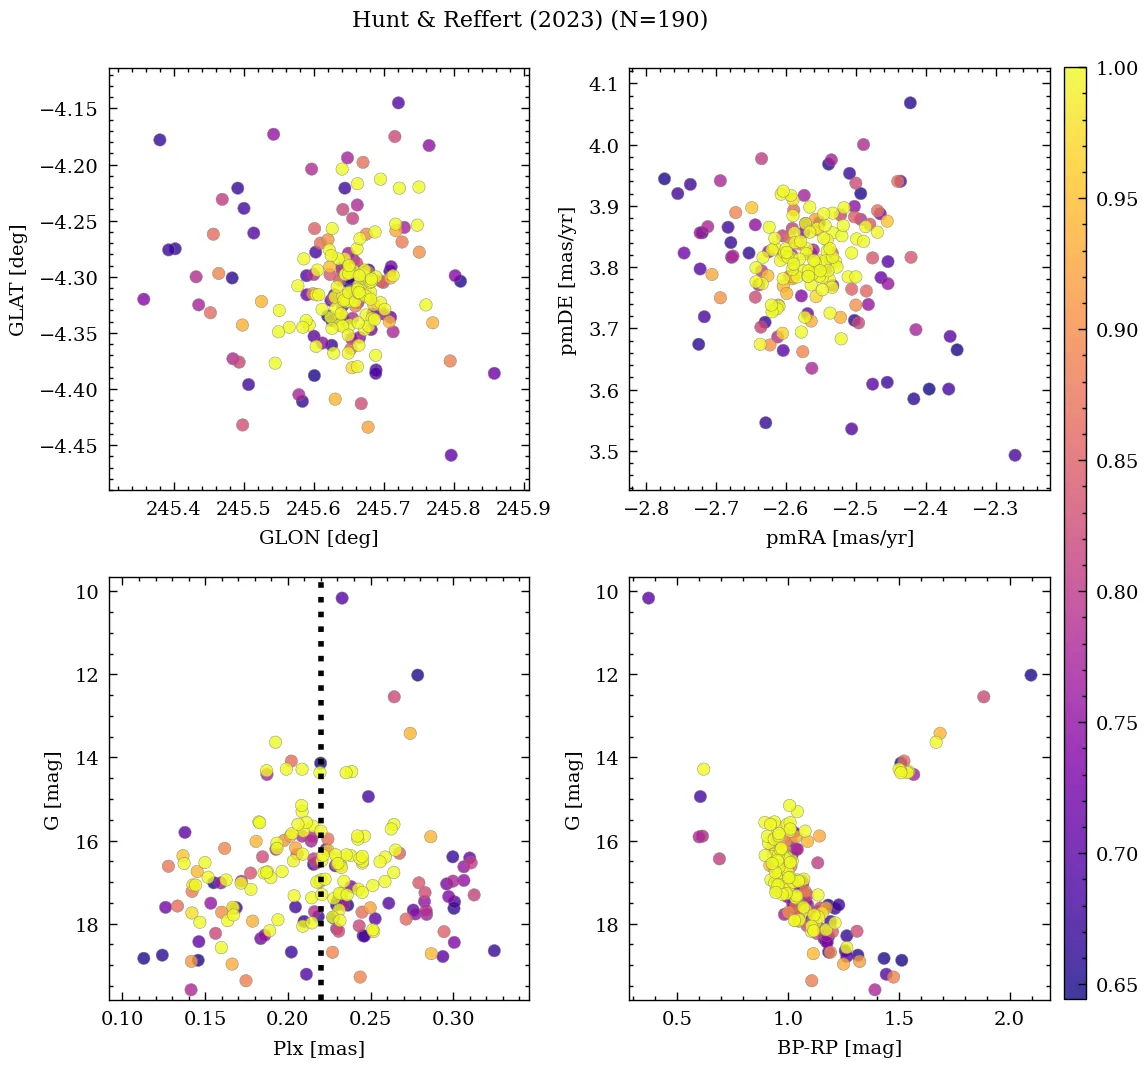 Hunt & Reffert (2023) (N=190)
−4.15
−4.20
−4.25
−4.30
−4.35
−4.40
−4.45
GLAT [deg]
245.4 245.5 245.6 245.7 245.8 245.9
GLON [deg]
4.1
4.0
3.9
3.8
3.7
3.6
3.5
pmDE [mas/yr]
−2.8 −2.7 −2.6 −2.5 −2.4 −2.3
pmRA [mas/yr]
10
12
14
16
18
G [mag]
0.10 0.15 0.20 0.25 0.30
Plx [mas]
10
12
14
16
18
G [mag]
0.5 1.0 1.5 2.0
BP-RP [mag]
1.00
0.95
0.90
0.85
0.80
0.75
0.70
0.65